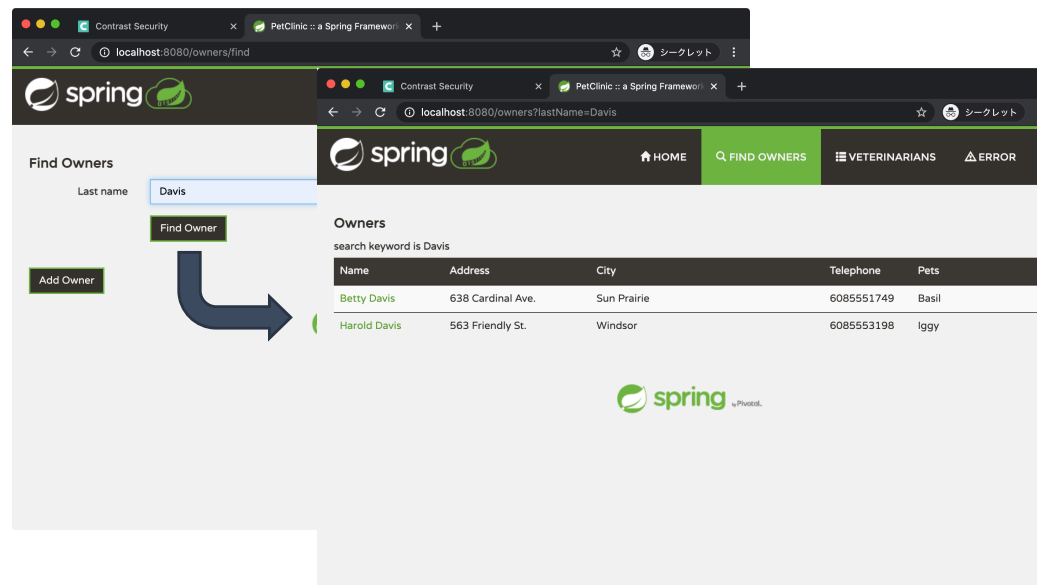 Contrast Security
PetClinic :: a Spring Framework
localhost:8080/owners/find
シークレット
spring
Find Owners
Last name
Davis
Find Owner
Add Owner
Contrast Security
PetClinic :: a Spring Framework
localhost:8080/owners?lastName=Davis
シークレット
spring
HOME
FIND OWNERS
VETERINARIANS
ERROR
Owners
search keyword is Davis
Name Address City Telephone Pets
Betty Davis 638 Cardinal Ave. Sun Prairie 6085551749 Basil
Harold Davis 563 Friendly St. Windsor 6085553198 Iggy
spring by Pivotal.